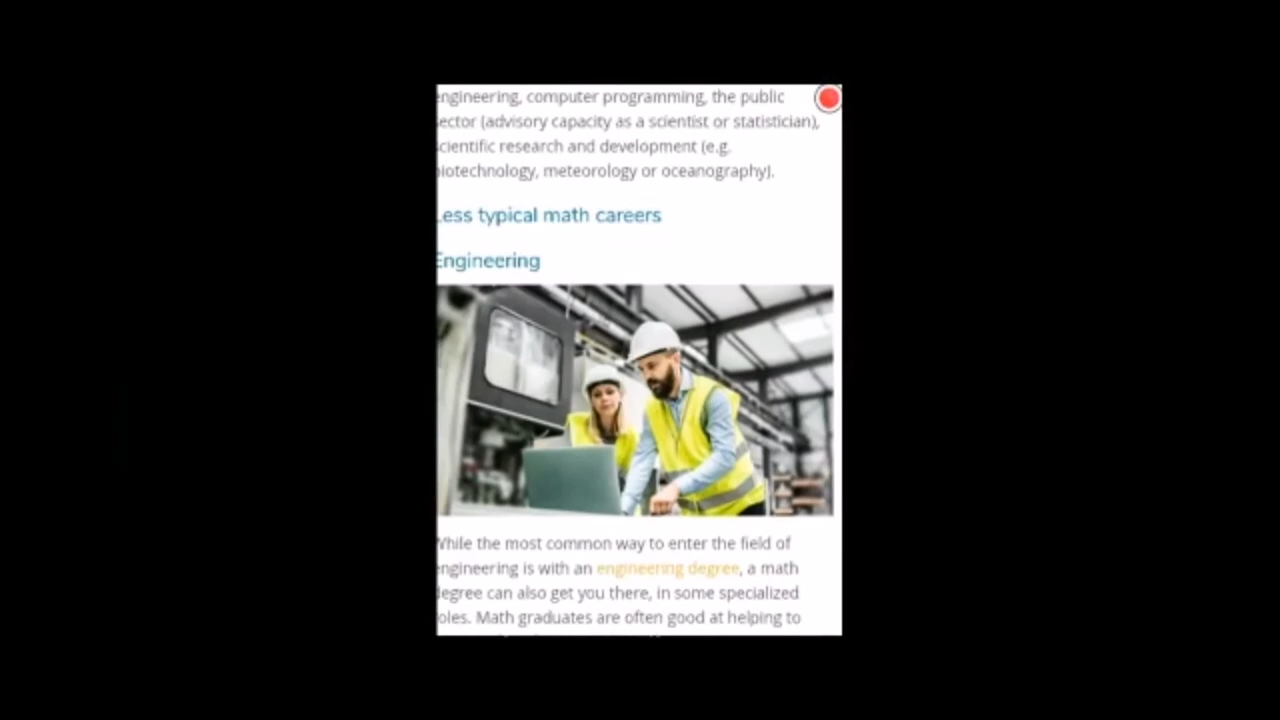 ngineering, computer programming, the public
ector (advisory capacity as a scientist or statistician),
cientific research and development (e.g.
iotechnology, meteorology or oceanography).
ess typical math careers
Engineering
While the most common way to enter the field of
ngineering is with an engineering degree, a math
egree can also get you there, in some specialized
oles. Math graduates are often good at helping to